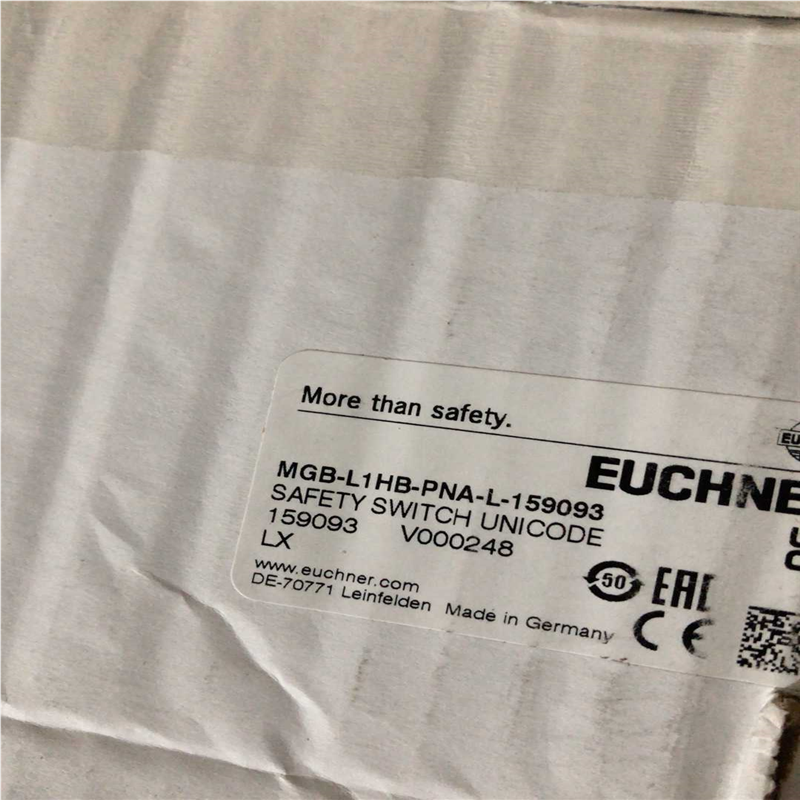 More than safety.
EUCHNER
MGB-L1HB-PNA-L-159093
SAFETY SWITCH UNICODE
159093 V000248
LX
www.euchner.com
DE-70771 Leinfelden Made in Germany
50 EAC
CE